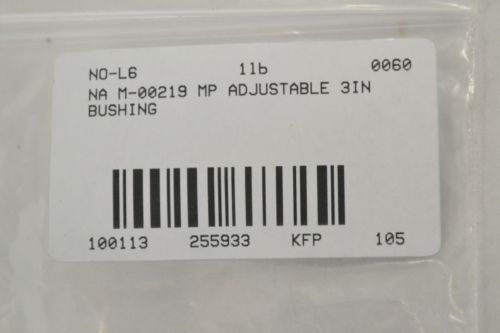 NO-L6 1lb 0060
NA M-00219 MP ADJUSTABLE 3IN
BUSHING
100113 255933 KFP 105